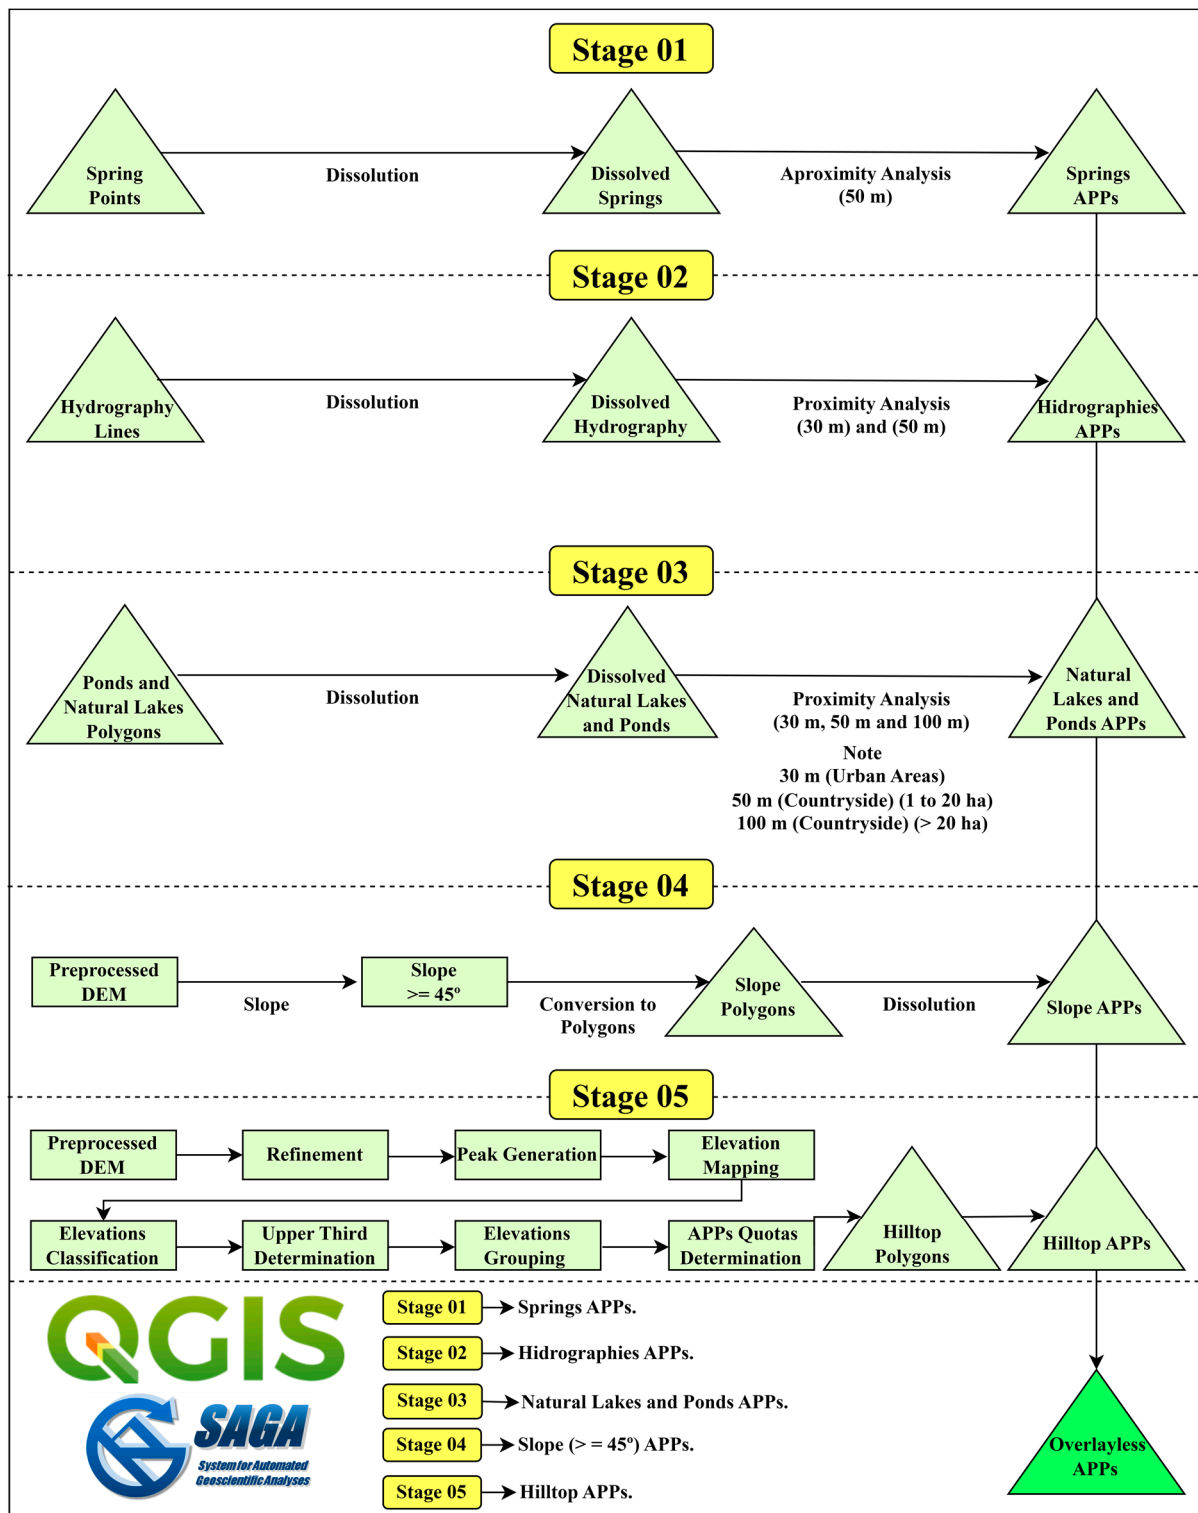 Stage 01
Spring
Points
Dissolution
Dissolved
Springs
Aproximity Analysis
(50 m)
Springs
APPs
Stage 02
Hydrography
Lines
Dissolution
Dissolved
Hydrography
Proximity Analysis
(30 m) and (50 m)
Hidrographies
APPs
Stage 03
Ponds and
Natural Lakes
Polygons
Dissolution
Dissolved
Natural Lakes
and Ponds
Proximity Analysis
(30 m, 50 m and 100 m)
Note
30 m (Urban Areas)
50 m (Countryside) (1 to 20 ha)
100 m (Countryside) (> 20 ha)
Natural
Lakes and
Ponds APPs
Stage 04
Preprocessed
DEM
Slope
Slope
>= 45º
Conversion to
Polygons
Slope
Polygons
Dissolution
Slope APPs
Stage 05
Preprocessed
DEM
Refinement
Peak Generation
Elevation
Mapping
Elevations
Classification
Upper Third
Determination
Elevations
Grouping
APPs Quotas
Determination
Hilltop
Polygons
Hilltop APPs
QGIS
SAGA
System for Automated
Geoscientific Analyses
Stage 01 Springs APPs.
Stage 02 Hidrographies APPs.
Stage 03 Natural Lakes and Ponds APPs.
Stage 04 Slope (> = 45º) APPs.
Stage 05 Hilltop APPs.
Overlayless
APPs